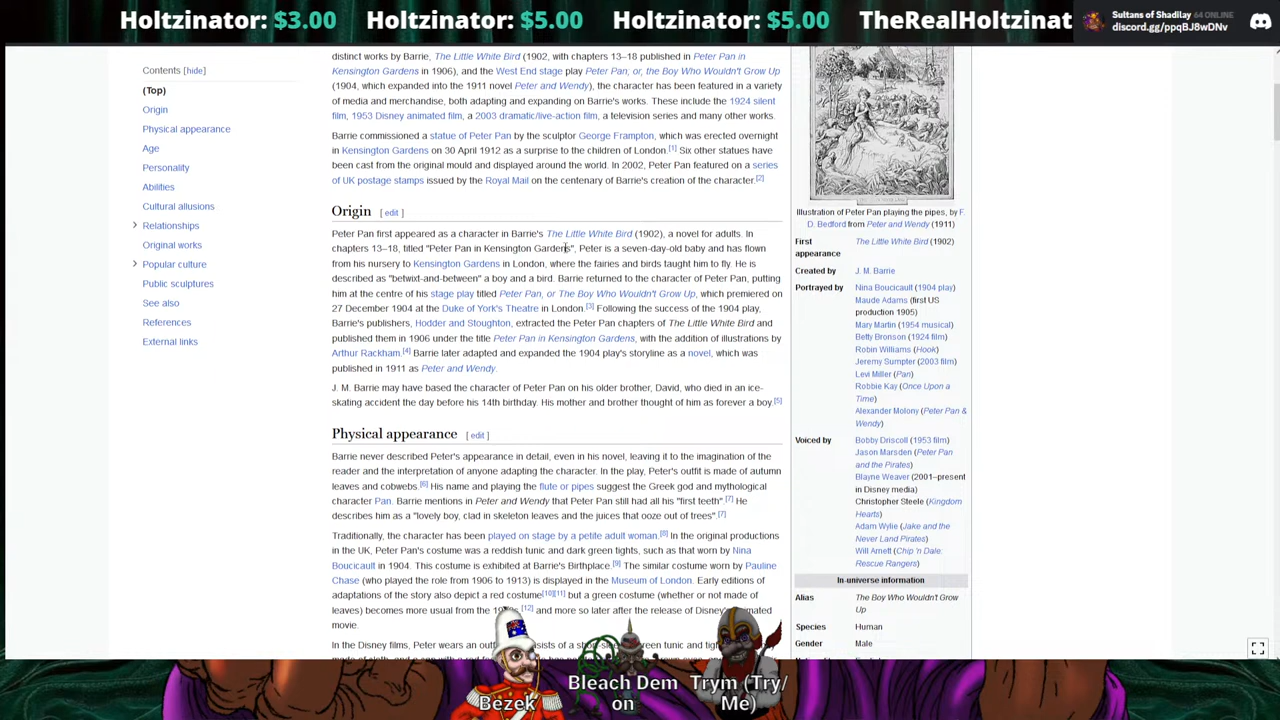 Holtzinator: $3.00 Holtzinator: $5.00 Holtzinator: $5.00 TheRealHoltzinat
Sultans of Shadilay 64 ONLINE
discord.gg/ppqBJ8wDNv
Contents [hide]
(Top)
Origin
Physical appearance
Age
Personality
Abilities
Cultural allusions
Relationships
Original works
Popular culture
Public sculptures
See also
References
External links
distinct works by Barrie, The Little White Bird (1902, with chapters 13–18 published in Peter Pan in
Kensington Gardens in 1906), and the West End stage play Peter Pan; or, the Boy Who Wouldn't Grow Up
(1904, which expanded into the 1911 novel Peter and Wendy), the character has been featured in a variety
of media and merchandise, both adapting and expanding on Barrie's works. These include the 1924 silent
film, 1953 Disney animated film, a 2003 dramatic/live-action film, a television series and many other works.
Barrie commissioned a statue of Peter Pan by the sculptor George Frampton, which was erected overnight
in Kensington Gardens on 30 April 1912 as a surprise to the children of London.[1] Six other statues have
been cast from the original mould and displayed around the world. In 2002, Peter Pan featured on a series
of UK postage stamps issued by the Royal Mail on the centenary of Barrie's creation of the character.[2]
Origin [ edit ]
Peter Pan first appeared as a character in Barrie's The Little White Bird (1902), a novel for adults. In
chapters 13–18, titled "Peter Pan in Kensington Gardens", Peter is a seven-day-old baby and has flown
from his nursery to Kensington Gardens in London, where the fairies and birds taught him to fly. He is
described as "betwixt-and-between" a boy and a bird. Barrie returned to the character of Peter Pan, putting
him at the centre of his stage play titled Peter Pan, or The Boy Who Wouldn't Grow Up, which premiered on
27 December 1904 at the Duke of York's Theatre in London.[3] Following the success of the 1904 play,
Barrie's publishers, Hodder and Stoughton, extracted the Peter Pan chapters of The Little White Bird and
published them in 1906 under the title Peter Pan in Kensington Gardens, with the addition of illustrations by
Arthur Rackham.[4] Barrie later adapted and expanded the 1904 play's storyline as a novel, which was
published in 1911 as Peter and Wendy.
J. M. Barrie may have based the character of Peter Pan on his older brother, David, who died in an ice-
skating accident the day before his 14th birthday. His mother and brother thought of him as forever a boy.[5]
Physical appearance [ edit ]
Barrie never described Peter's appearance in detail, even in his novel, leaving it to the imagination of the
reader and the interpretation of anyone adapting the character. In the play, Peter's outfit is made of autumn
leaves and cobwebs.[6] His name and playing the flute or pipes suggest the Greek god and mythological
character Pan. Barrie mentions in Peter and Wendy that Peter Pan still had all his "first teeth".[7] He
describes him as a "lovely boy, clad in skeleton leaves and the juices that ooze out of trees".[7]
Traditionally, the character has been played on stage by a petite adult woman.[8] In the original productions
in the UK, Peter Pan's costume was a reddish tunic and dark green tights, such as that worn by Nina
Boucicault in 1904. This costume is exhibited at Barrie's Birthplace.[9] The similar costume worn by Pauline
Chase (who played the role from 1906 to 1913) is displayed in the Museum of London. Early editions of
adaptations of the story also depict a red costume[10][11] but a green costume (whether or not made of
leaves) becomes more usual from the [12] and more so later after the release of Disney's
movie.
In the Disney films, Peter wears an of a green tunic and
Illustration of Peter Pan playing the pipes, by F.
D. Bedford from Peter and Wendy (1911)
First appearance The Little White Bird (1902)
Created by J. M. Barrie
Portrayed by Nina Boucicault (1904 play)
Maude Adams (first US
production 1905)
Mary Martin (1954 musical)
Betty Bronson (1924 film)
Robin Williams (Hook)
Jeremy Sumpter (2003 film)
Levi Miller (Pan)
Robbie Kay (Once Upon a
Time)
Alexander Molony (Peter Pan &
Wendy)
Voiced by Bobby Driscoll (1953 film)
Jason Marsden (Peter Pan
and the Pirates)
Blayne Weaver (2001–present
in Disney media)
Christopher Steele (Kingdom
Hearts)
Adam Wylie (Jake and the
Never Land Pirates)
Will Arnett (Chip 'n Dale:
Rescue Rangers)
In-universe information
Alias The Boy Who Wouldn't Grow
Up
Species Human
Gender Male
Bezek
Bleach Dem
on
Trym (Try/
Me)